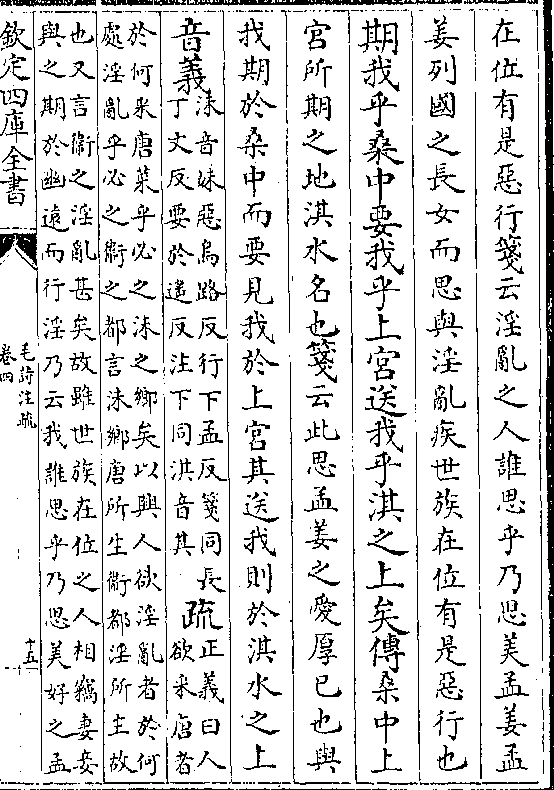 在位有是惡行箋云淫亂之人誰思乎乃思美孟姜孟
姜列國之長女而思與淫亂疾世族在位有是惡行也
期我乎桑中要我乎上宮送我乎淇之上矣傳桑中上
宮所期之地淇水名也箋云此思孟姜之愛厚己也與
我期於桑中而要見我於上宮其送我則於淇水之上
音義
沬音妹惡烏路反行下孟反箋同長
丁丈反要於遥反注下同淇音其
疏
正義曰人
欲采唐者
於何采唐菜乎必之沬之鄉矣以興人欲淫亂者於何
處淫亂乎必之衞之都言沬鄉唐所生衞都淫所主故
也又言衞之淫亂甚矣故雖世族在位之人相竊妻妾
與之期於幽遠而行淫乃云我誰思乎乃思美好之孟
欽定四庫全書
毛詩注疏
卷四
十五